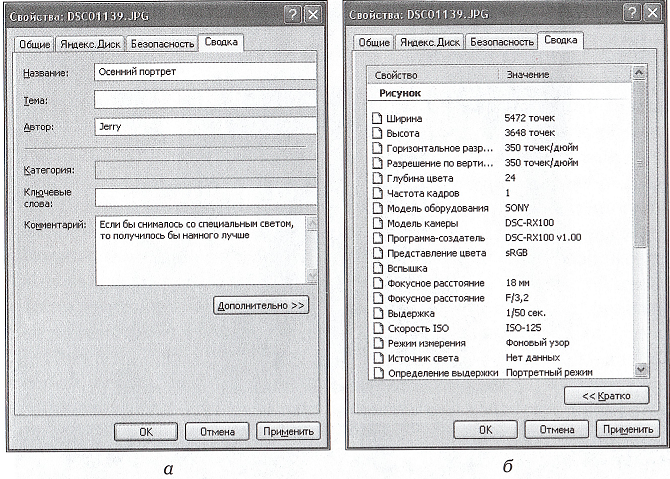 Свойства: DSC01139.JPG
Общие Яндекс.Диск Безопасность Сводка
Название: Осенний портрет
Тема:
Автор: Jerry
Категория:
Ключевые
слова:
Комментарий: Если бы снималось со специальным светом,
то получилось бы намного лучше
Дополнительно >>
OK Отмена Применить
а
Свойства: DSC01139.JPG
Общие Яндекс.Диск Безопасность Сводка
Свойство Значение
Рисунок
Ширина 5472 точек
Высота 3648 точек
Горизонтальное разр... 350 точек/дюйм
Разрешение по верти... 350 точек/дюйм
Глубина цвета 24
Частота кадров 1
Модель оборудования SONY
Модель камеры DSC-RX100
Программа-создатель DSC-RX100 v1.00
Представление цвета sRGB
Вспышка
Фокусное расстояние 18 мм
Фокусное расстояние F/3,2
Выдержка 1/50 сек.
Скорость ISO ISO-125
Режим измерения Фоновый узор
Источник света Нет данных
Определение выдержки Портретный режим
<< Кратко
OK Отмена Применить
б